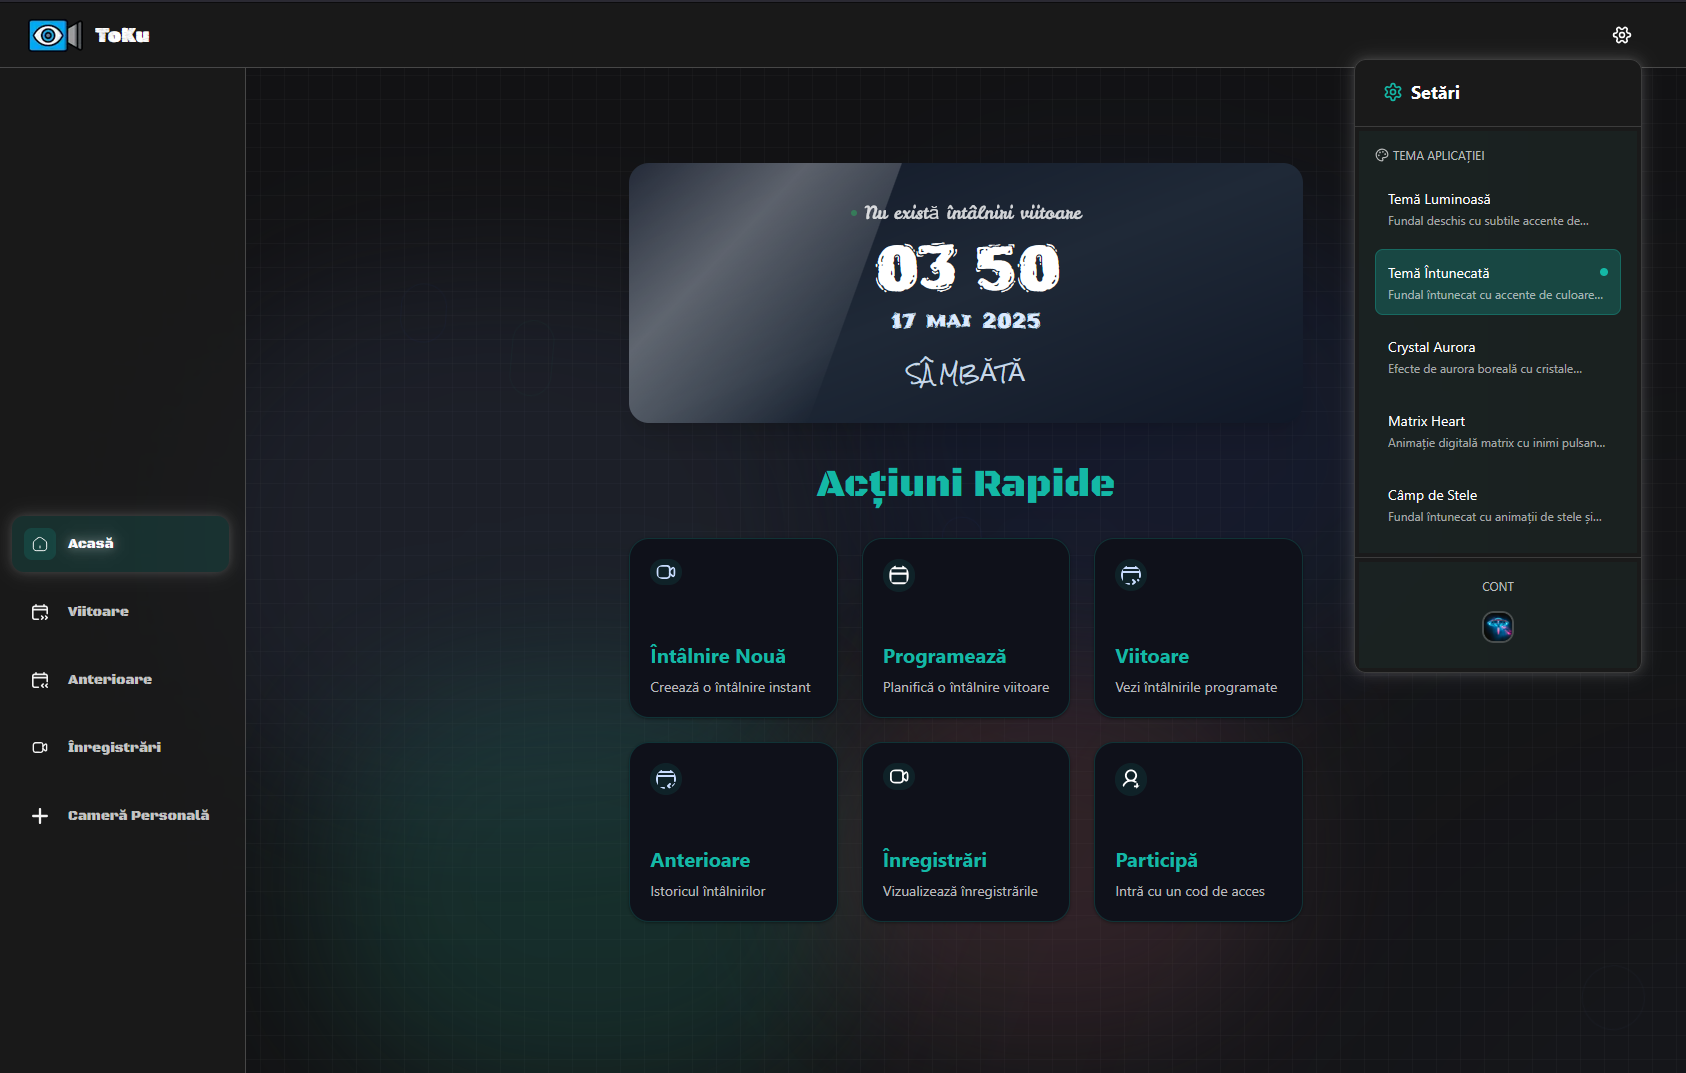 ToKu
Acasă
Viitoare
Anterioare
Înregistrări
Cameră Personală
Nu există întâlniri viitoare
03 50
17 MAI 2025
SÂMBĂTĂ
Acțiuni Rapide
Întâlnire Nouă
Creează o întâlnire instant
Programează
Planifică o întâlnire viitoare
Viitoare
Vezi întâlnirile programate
Anterioare
Istoricul întâlnirilor
Înregistrări
Vizualizează înregistrările
Participă
Intră cu un cod de acces
Setări
TEMA APLICAȚIEI
Temă Luminoasă
Fundal deschis cu subtile accente de...
Temă Întunecată
Fundal întunecat cu accente de culoare...
Crystal Aurora
Efecte de aurora boreală cu cristale...
Matrix Heart
Animație digitală matrix cu inimi pulsan...
Câmp de Stele
Fundal întunecat cu animații de stele și...
CONT